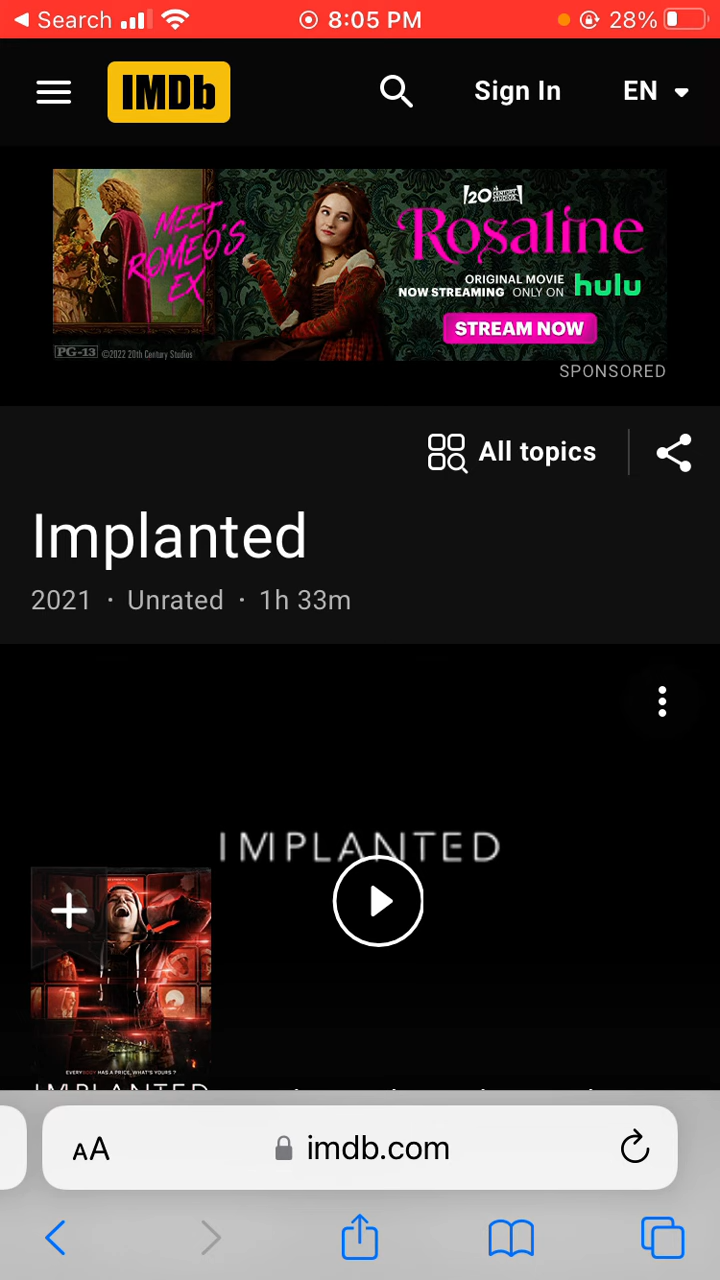 Search 8:05 PM 28%
IMDb Sign In EN
MEET
ROMEO'S
EX
20th CENTURY STUDIOS
Rosaline
ORIGINAL MOVIE
NOW STREAMING ONLY ON hulu
STREAM NOW
PG-13 ©2022 20th Century Studios
SPONSORED
All topics
Implanted
2021 · Unrated · 1h 33m
IMPLANTED
EVERYBODY HAS A PRICE, WHAT'S YOURS?
IMPLANTED
AA imdb.com